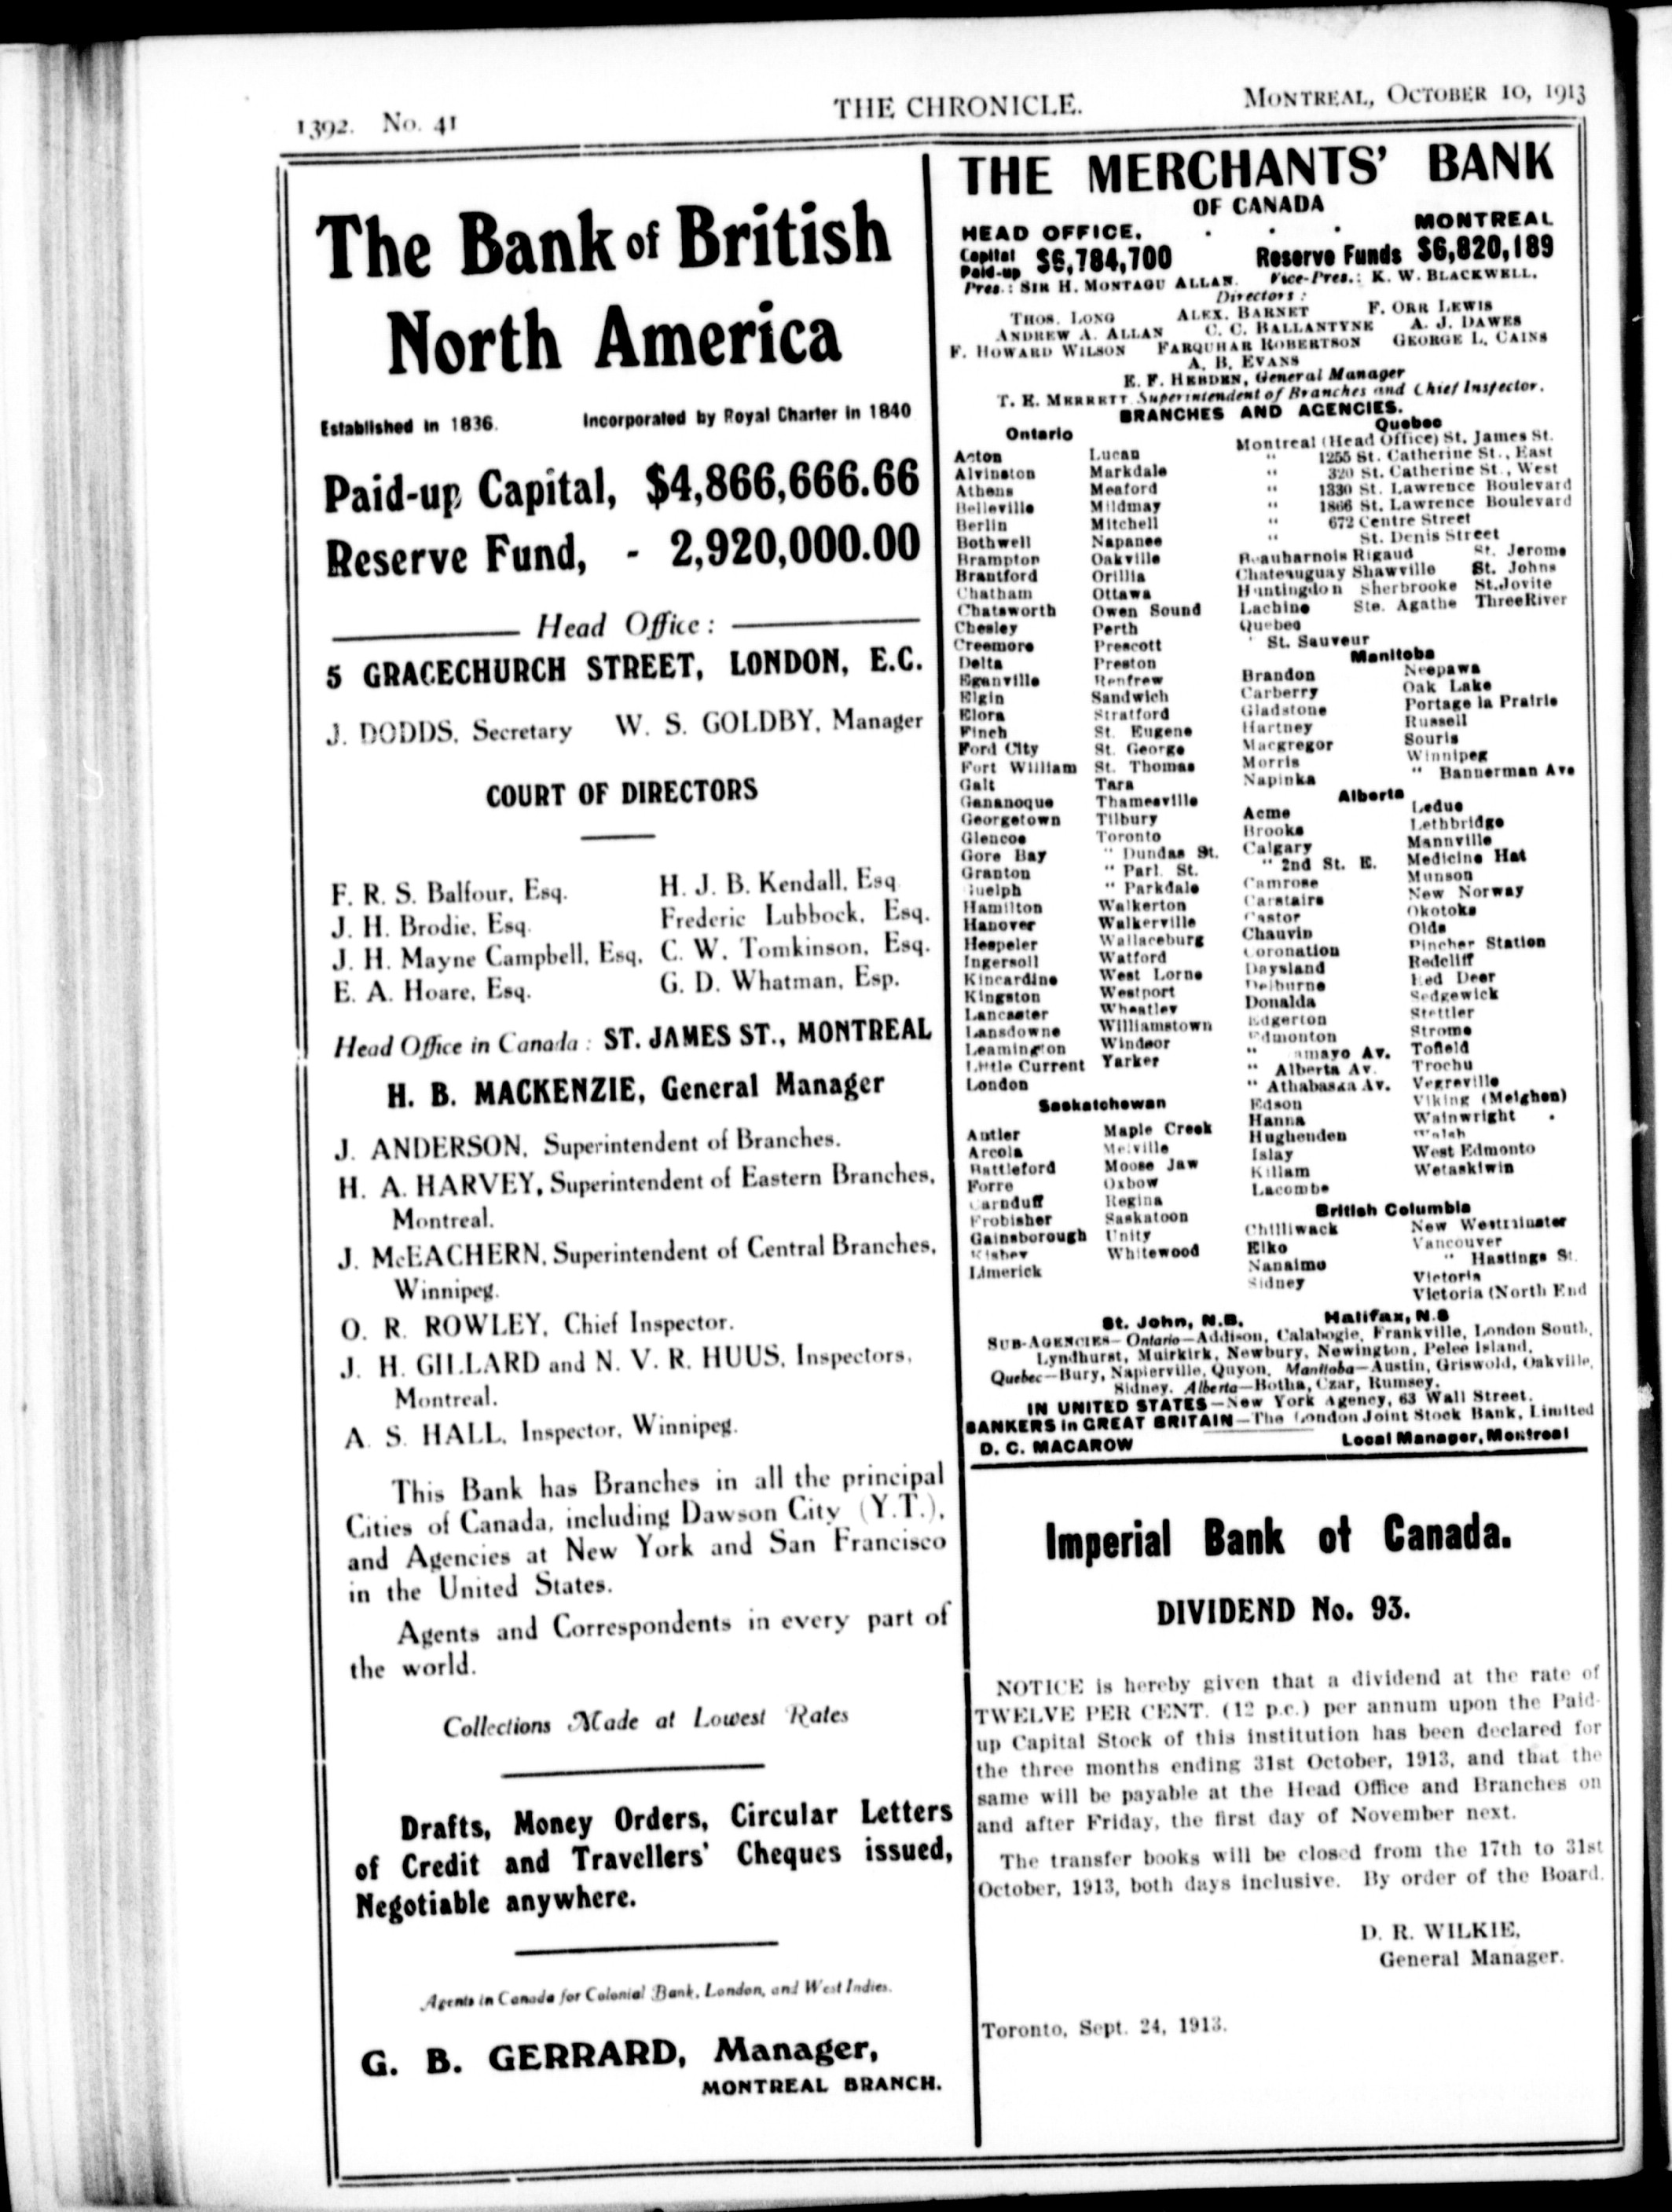 1392. No. 41
THE CHRONICLE.
MONTREAL, OCTOBER 10, 1913
The Bank of British
North America
Established in 1836.
Incorporated by Royal Charter in 1840
Paid-up Capital, $4,866,666.66
Reserve Fund, - 2,920,000.00
Head Office:
5 GRACECHURCH STREET, LONDON, E.C.
J. DODDS, Secretary W. S. GOLDBY, Manager
COURT OF DIRECTORS
F. R. S. Balfour, Esq.
J. H. Brodie, Esq.
J. H. Mayne Campbell, Esq.
E. A. Hoare, Esq.
H. J. B. Kendall, Esq
Frederic Lubbock, Esq.
C. W. Tomkinson, Esq.
G. D. Whatman, Esp.
Head Office in Canada: ST. JAMES ST., MONTREAL
H. B. MACKENZIE, General Manager
J. ANDERSON, Superintendent of Branches.
H. A. HARVEY, Superintendent of Eastern Branches,
Montreal.
J. McEACHERN, Superintendent of Central Branches,
Winnipeg.
O. R. ROWLEY, Chief Inspector.
J. H. GILLARD and N. V. R. HUUS, Inspectors,
Montreal.
A. S. HALL, Inspector, Winnipeg.
This Bank has Branches in all the principal
Cities of Canada, including Dawson City (Y.T.),
and Agencies at New York and San Francisco
in the United States.
Agents and Correspondents in every part of
the world.
Collections Made at Lowest Rates
Drafts, Money Orders, Circular Letters
of Credit and Travellers' Cheques issued,
Negotiable anywhere.
Agents in Canada for Colonial Bank, London, and West Indies.
G. B. GERRARD, Manager,
MONTREAL BRANCH.
THE MERCHANTS' BANK
OF CANADA
HEAD OFFICE, . . . MONTREAL
Capital Paid-up $6,784,700 Reserve Funds $6,820,189
Pres.: SIR H. MONTAGU ALLAN. Vice-Pres.: K. W. BLACKWELL.
Directors:
THOS. LONG ALEX. BARNET F. ORR LEWIS
ANDREW A. ALLAN C. C. BALLANTYNE A. J. DAWES
F. HOWARD WILSON FARQUHAR ROBERTSON GEORGE L. CAINS
A. B. EVANS
E. F. HEBDEN, General Manager
T. E. MERRETT Superintendent of Branches and Chief Inspector.
BRANCHES AND AGENCIES.
Ontario
Acton
Alvinston
Athens
Belleville
Berlin
Bothwell
Brampton
Brantford
Chatham
Chatsworth
Chesley
Creemore
Delta
Eganville
Elgin
Elora
Finch
Ford City
Fort William
Galt
Gananoque
Georgetown
Glencoe
Gore Bay
Granton
Guelph
Hamilton
Hanover
Hespeler
Ingersoll
Kincardine
Kingston
Lancaster
Lansdowne
Leamington
Little Current
London
Lucan
Markdale
Meaford
Mildmay
Mitchell
Napanee
Oakville
Orillia
Ottawa
Owen Sound
Perth
Prescott
Preston
Renfrew
Sandwich
Stratford
St. Eugene
St. George
St. Thomas
Tara
Thamesville
Tilbury
Toronto
" Dundas St.
" Parl. St.
" Parkdale
Walkerton
Walkerville
Wallaceburg
Watford
West Lorne
Westport
Wheatley
Williamstown
Windsor
Yarker
Saskatchewan
Antler
Arcola
Battleford
Forre
Carnduff
Frobisher
Gainsborough
Kisbey
Limerick
Maple Creek
Melville
Moose Jaw
Oxbow
Regina
Saskatoon
Unity
Whitewood
Quebec
Montreal (Head Office) St. James St.
" 1255 St. Catherine St., East
" 320 St. Catherine St., West
" 1330 St. Lawrence Boulevard
" 1866 St. Lawrence Boulevard
" 672 Centre Street
" St. Denis Street
Beauharnois Rigaud St. Jerome
Chateauguay Shawville St. Johns
Huntingdon Sherbrooke St.Jovite
Lachine Ste. Agathe ThreeRiver
Quebec
" St. Sauveur
Manitoba
Brandon
Carberry
Gladstone
Hartney
Macgregor
Morris
Napinka
Neepawa
Oak Lake
Portage la Prairie
Russell
Souris
Winnipeg
" Bannerman Ave
Alberta
Acme
Brooks
Calgary
" 2nd St. E.
Camrose
Carstairs
Castor
Chauvin
Coronation
Daysland
Delburne
Donalda
Edgerton
Edmonton
" amayo Av.
" Alberta Av.
" Athabasca Av.
Edson
Hanna
Hughenden
Islay
Killam
Lacombe
Leduc
Lethbridge
Mannville
Medicine Hat
Munson
New Norway
Okotoks
Olds
Pincher Station
Redcliff
Red Deer
Sedgewick
Stettler
Strome
Tofield
Trochu
Vegreville
Viking (Meighen)
Wainwright
Walsh
West Edmonto
Wetaskiwin
British Columbia
Chilliwack
Elko
Nanaimo
Sidney
New Westminster
Vancouver
" Hastings St.
Victoria
Victoria (North End
St. John, N.B. Halifax, N.S
SUB-AGENCIES—Ontario—Addison, Calabogie, Frankville, London South,
Lyndhurst, Muirkirk, Newbury, Newington, Pelee Island.
Quebec—Bury, Napierville, Quyon, Manitoba—Austin, Griswold, Oakville,
Sidney. Alberta—Botha, Czar, Rumsey.
IN UNITED STATES—New York Agency, 63 Wall Street.
BANKERS in GREAT BRITAIN—The London Joint Stock Bank, Limited
D. C. MACAROW Local Manager, Montreal
Imperial Bank of Canada.
DIVIDEND No. 93.
NOTICE is hereby given that a dividend at the rate of
TWELVE PER CENT. (12 p.c.) per annum upon the Paid-
up Capital Stock of this institution has been declared for
the three months ending 31st October, 1913, and that the
same will be payable at the Head Office and Branches on
and after Friday, the first day of November next.
The transfer books will be closed from the 17th to 31st
October, 1913, both days inclusive. By order of the Board.
D. R. WILKIE,
General Manager.
Toronto, Sept. 24, 1913.